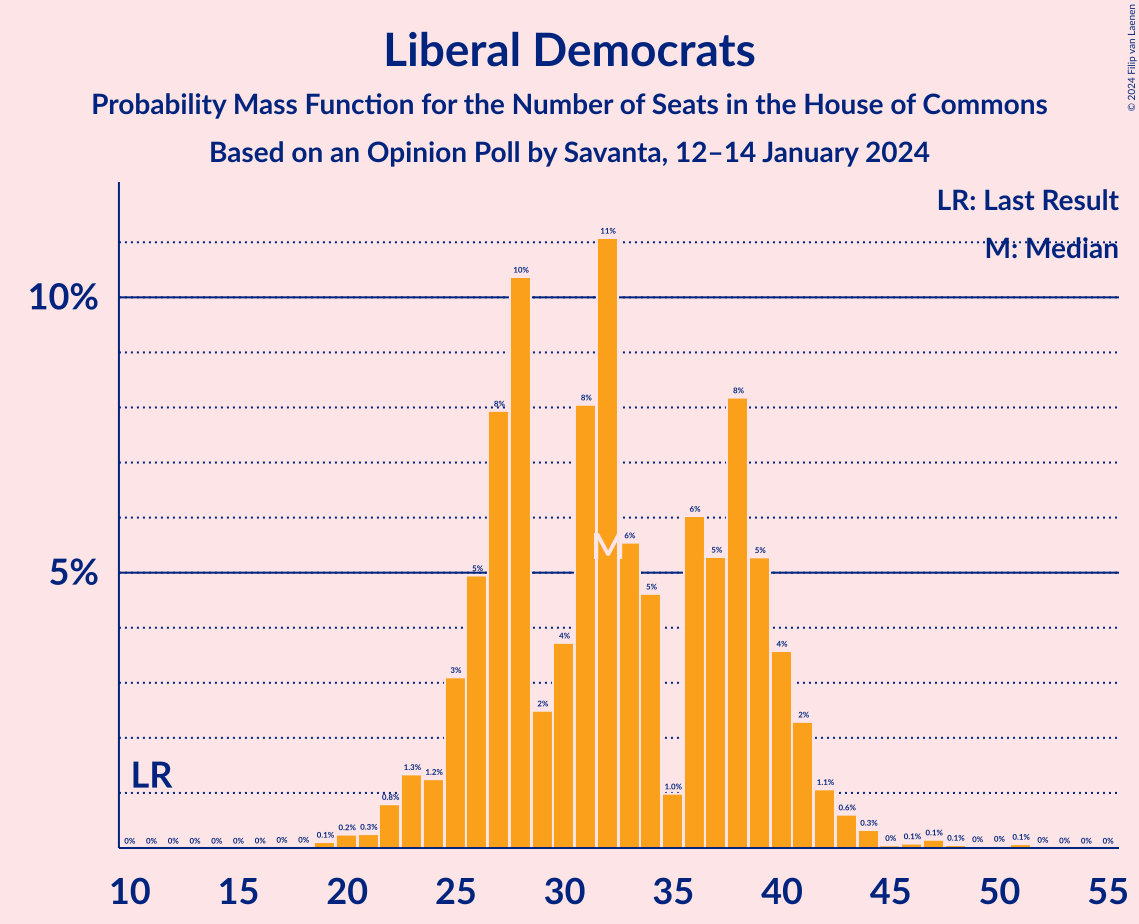 © 2024 Filip van Laenen
Liberal Democrats
Probability Mass Function for the Number of Seats in the House of Commons
Based on an Opinion Poll by Savanta, 12–14 January 2024
LR: Last Result
M: Median
11%
10%
10%
8%
8%
8%
M
6%
6%
5%
5%
5%
5%
5%
4%
4%
3%
2%
2%
LR
1.3%
1.2%
1.1%
1.0%
0.8%
0.6%
0.3%
0% 0% 0% 0% 0% 0% 0% 0% 0% 0.1% 0.2% 0.3% 0% 0.1% 0.1% 0.1% 0% 0% 0.1% 0% 0% 0% 0%
10 15 20 25 30 35 40 45 50 55